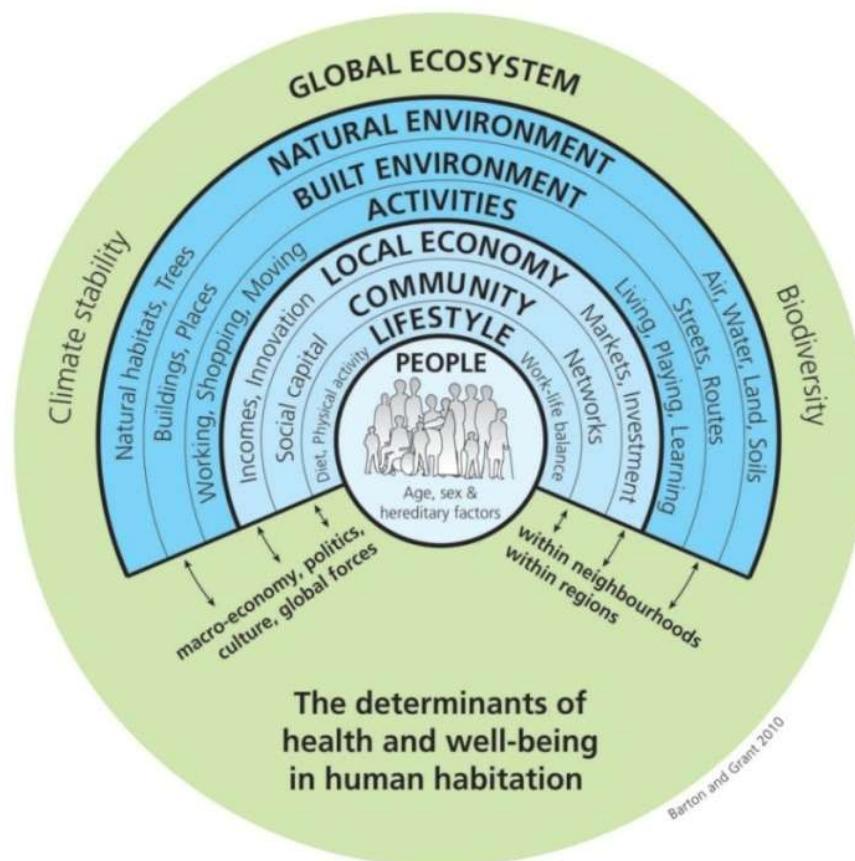 GLOBAL ECOSYSTEM
NATURAL ENVIRONMENT
BUILT ENVIRONMENT
ACTIVITIES
LOCAL ECONOMY
COMMUNITY
LIFESTYLE
PEOPLE
Age, sex &
hereditary factors
Climate stability
Natural habitats, Trees
Buildings, Places
Working, Shopping, Moving
Incomes, Innovation
Social capital
Diet, Physical activity
Work-life balance
Networks
Markets, Investment
Living, Playing, Learning
Streets, Routes
Air, Water, Land, Soils
Biodiversity
macro-economy, politics,
culture, global forces
within neighbourhoods
within regions
The determinants of
health and well-being
in human habitation
Barton and Grant 2010